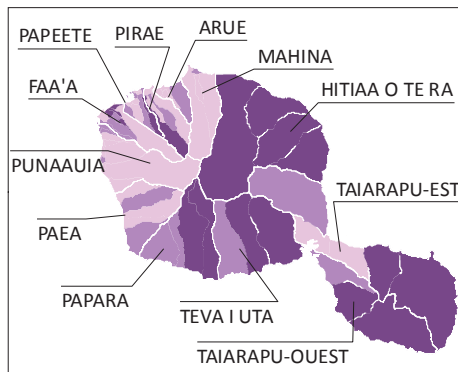 PAPEETE
PIRAE
ARUE
MAHINA
FAA'A
HITIAA O TE RA
PUNAAUIA
TAIARAPU-EST
PAEA
PAPARA
TEVA I UTA
TAIARAPU-OUEST